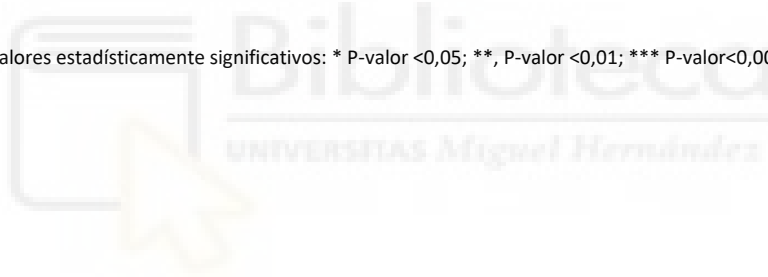 alores estadísticamente significativos: * P-valor <0,05; **, P-valor <0,01; *** P-valor<0,00
Biblioteca
UNIVERSITAS Miguel Hernández